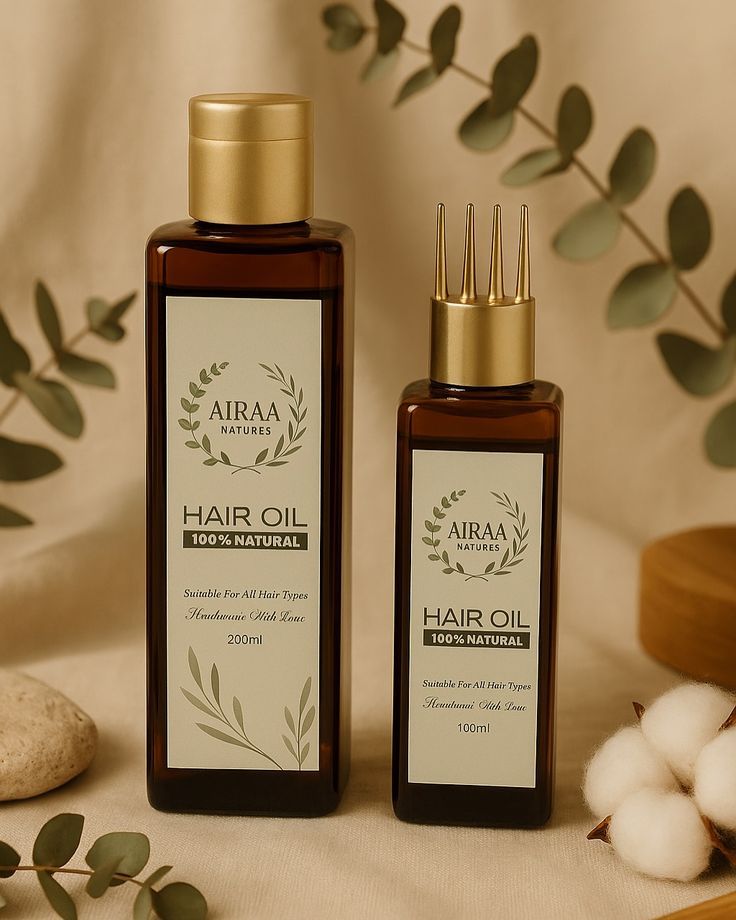 AIRAA
NATURES
HAIR OIL
100% NATURAL
Suitable For All Hair Types
200ml
AIRAA
NATURES
HAIR OIL
100% NATURAL
Suitable For All Hair Types
100ml